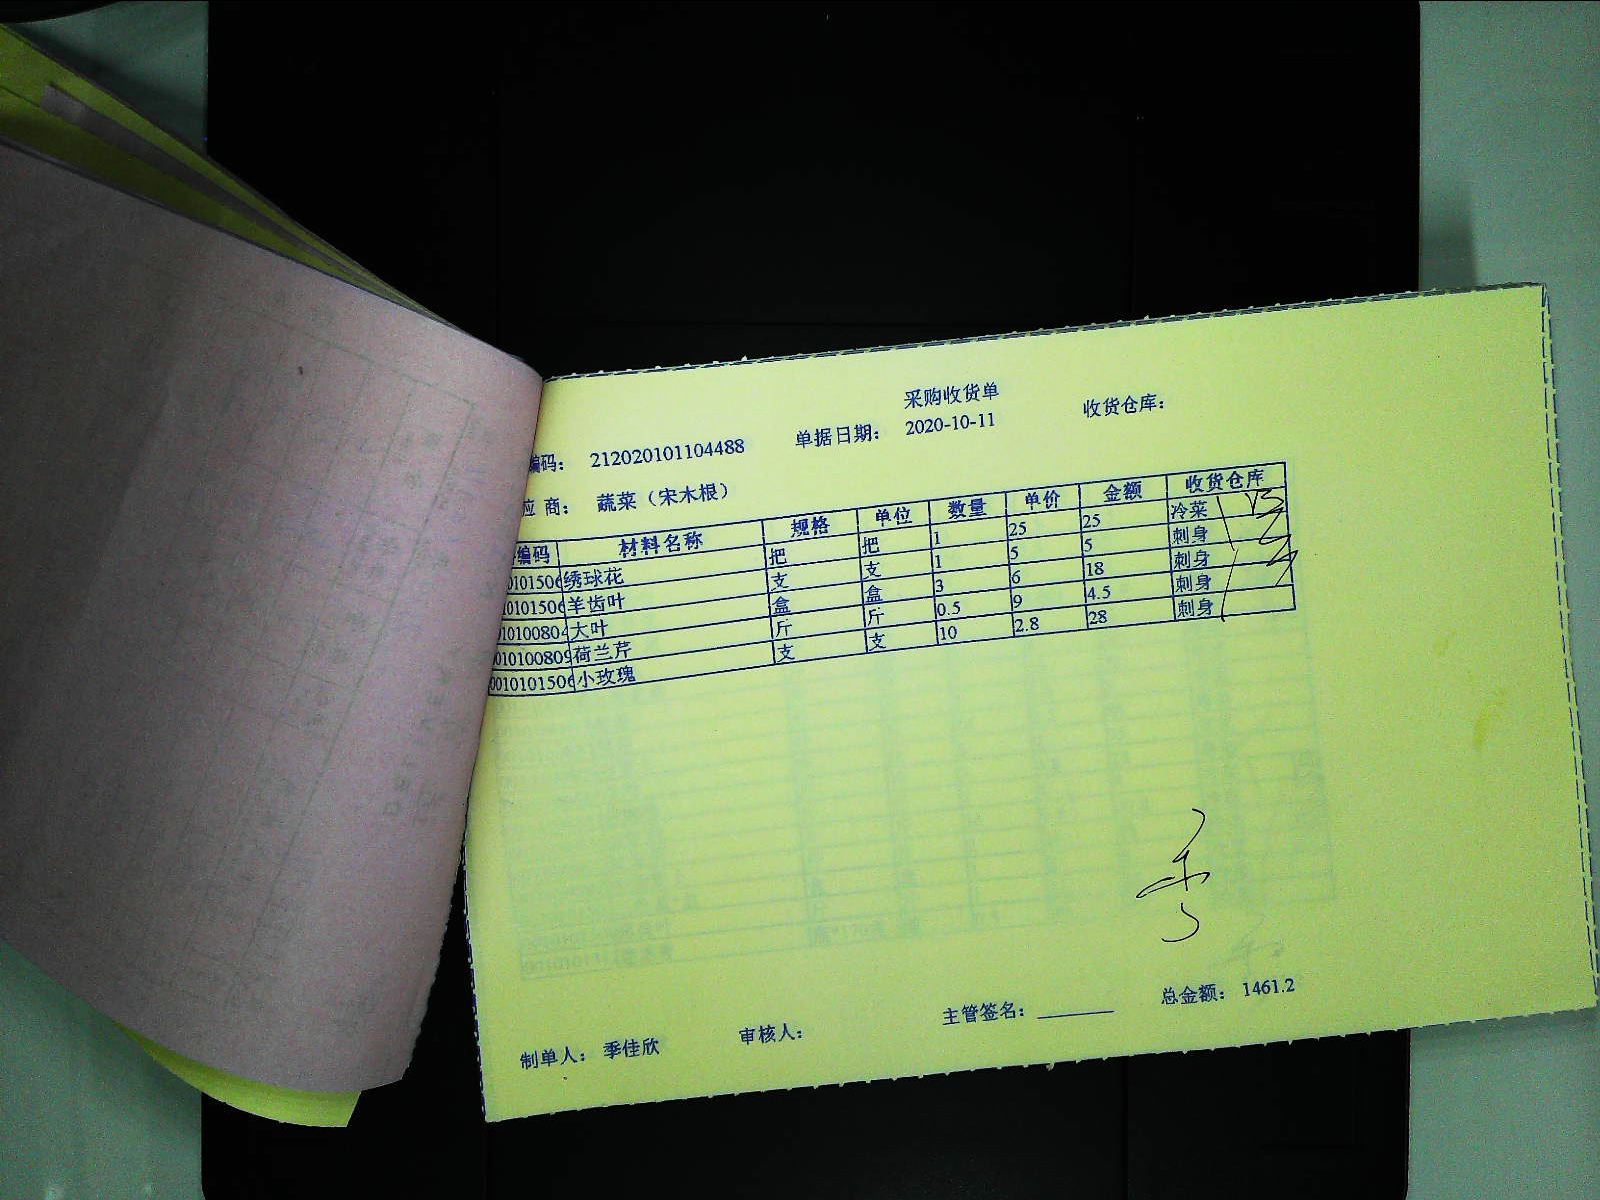 采购收货单
编码： 212020101104488 单据日期： 2020-10-11 收货仓库：
应 商： 蔬菜（宋木根）
编码 材料名称 规格 单位 数量 单价 金额 收货仓库
0101506 绣球花 把 把 1 25 25 冷菜
0101506 羊齿叶 支 支 1 5 5 刺身
010100804 大叶 盒 盒 3 6 18 刺身
010100809 荷兰芹 斤 斤 0.5 9 4.5 刺身
0010101506 小玫瑰 支 支 10 2.8 28 刺身
制单人： 季佳欣 审核人： 主管签名： 总金额： 1461.2